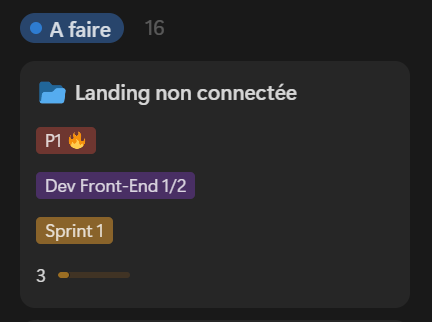 A faire 16
Landing non connectée
P1 🔥
Dev Front-End 1/2
Sprint 1
3